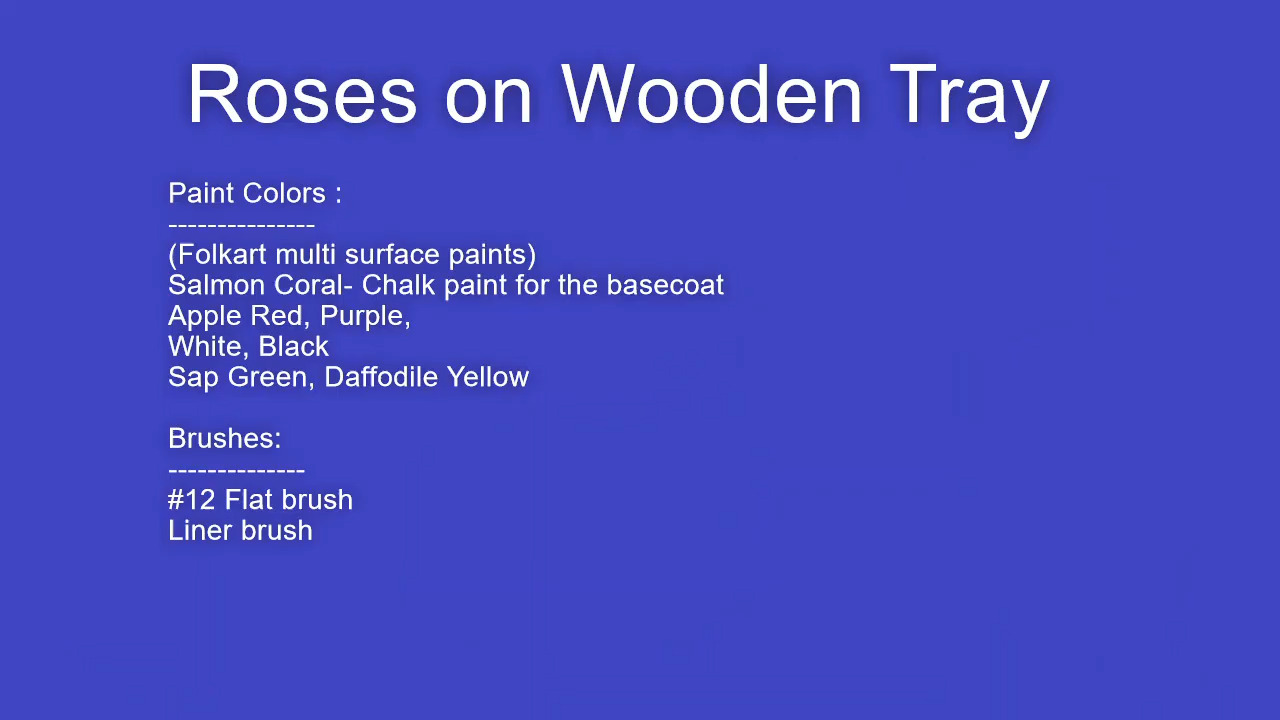 Roses on Wooden Tray
Paint Colors :
---------------
(Folkart multi surface paints)
Salmon Coral- Chalk paint for the basecoat
Apple Red, Purple,
White, Black
Sap Green, Daffodile Yellow
Brushes:
--------------
#12 Flat brush
Liner brush